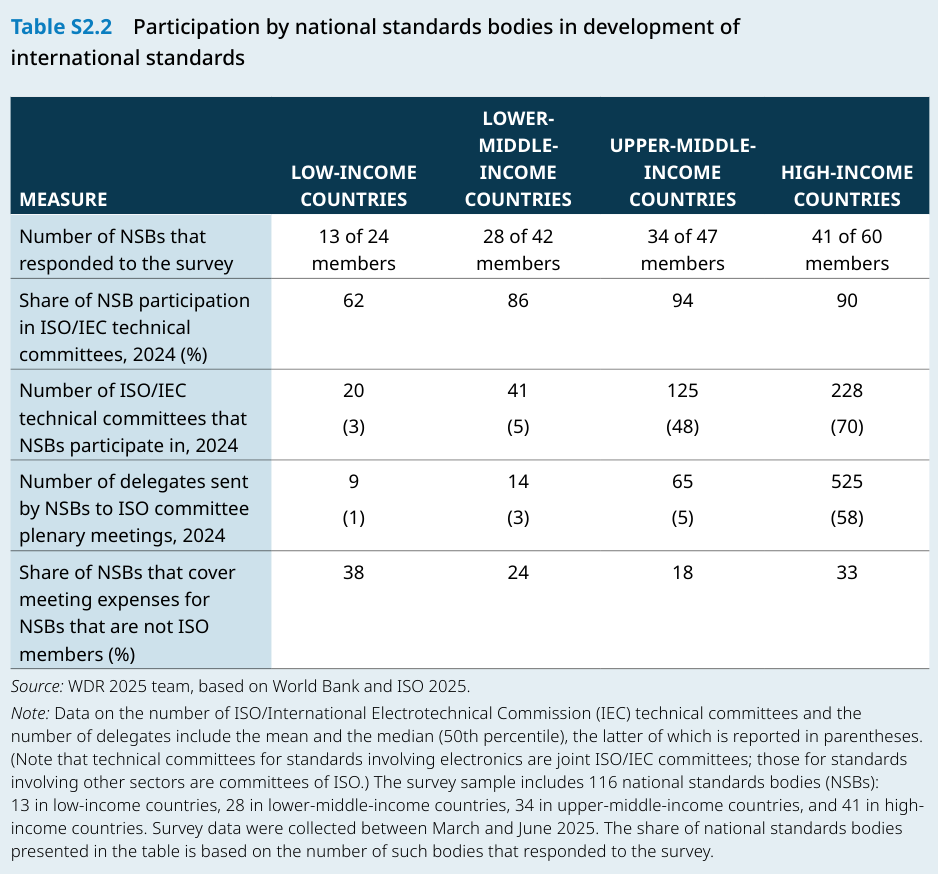 Table S2.2 Participation by national standards bodies in development of
international standards
MEASURE
LOW-INCOME
COUNTRIES
LOWER-
MIDDLE-
INCOME
COUNTRIES
UPPER-MIDDLE-
INCOME
COUNTRIES
HIGH-INCOME
COUNTRIES
Number of NSBs that
responded to the survey
13 of 24
members
28 of 42
members
34 of 47
members
41 of 60
members
Share of NSB participation
in ISO/IEC technical
committees, 2024 (%)
62
86
94
90
Number of ISO/IEC
technical committees that
NSBs participate in, 2024
20
(3)
41
(5)
125
(48)
228
(70)
Number of delegates sent
by NSBs to ISO committee
plenary meetings, 2024
9
(1)
14
(3)
65
(5)
525
(58)
Share of NSBs that cover
meeting expenses for
NSBs that are not ISO
members (%)
38
24
18
33
Source: WDR 2025 team, based on World Bank and ISO 2025.
Note: Data on the number of ISO/International Electrotechnical Commission (IEC) technical committees and the
number of delegates include the mean and the median (50th percentile), the latter of which is reported in parentheses.
(Note that technical committees for standards involving electronics are joint ISO/IEC committees; those for standards
involving other sectors are committees of ISO.) The survey sample includes 116 national standards bodies (NSBs):
13 in low-income countries, 28 in lower-middle-income countries, 34 in upper-middle-income countries, and 41 in high-
income countries. Survey data were collected between March and June 2025. The share of national standards bodies
presented in the table is based on the number of such bodies that responded to the survey.